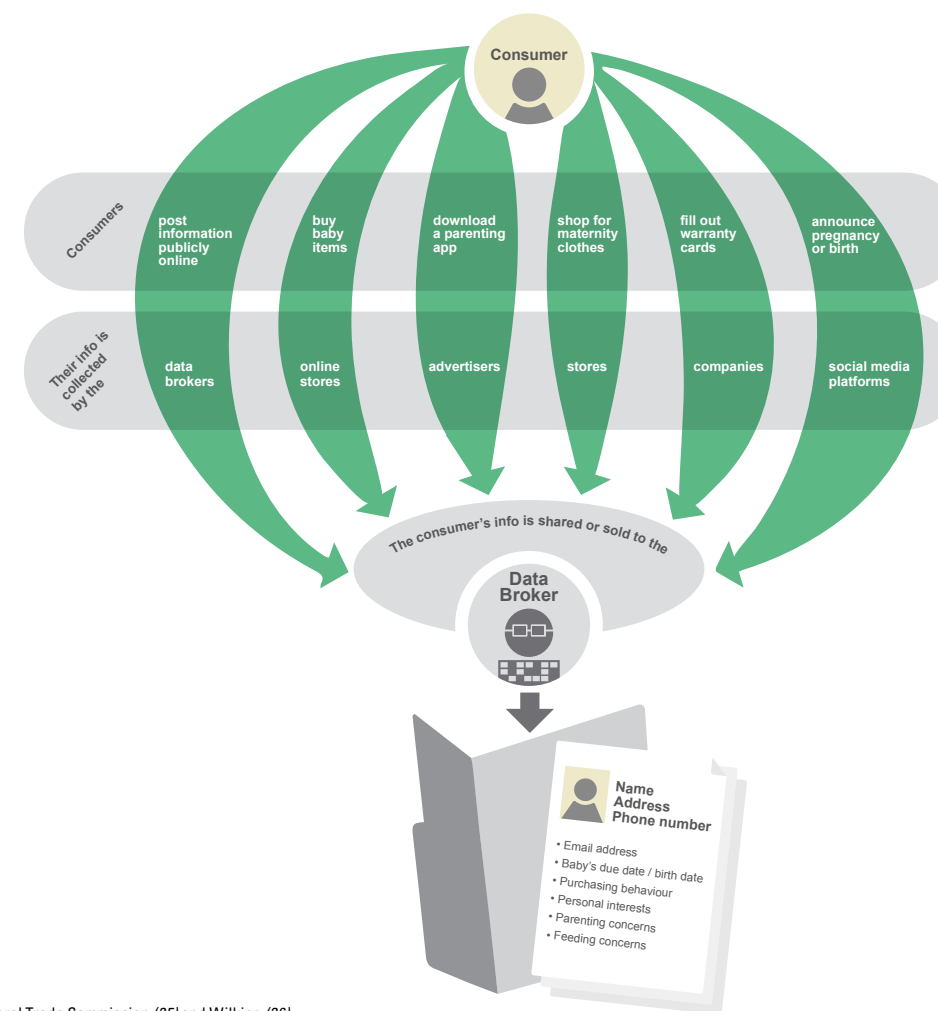 Consumer
Consumers
post
information
publicly
online
buy
baby
items
download
a parenting
app
shop for
maternity
clothes
fill out
warranty
cards
announce
pregnancy
or birth
Their info is
collected
by the
data
brokers
online
stores
advertisers
stores
companies
social media
platforms
The consumer's info is shared or sold to the
Data
Broker
Name
Address
Phone number
• Email address
• Baby's due date / birth date
• Purchasing behaviour
• Personal interests
• Parenting concerns
• Feeding concerns